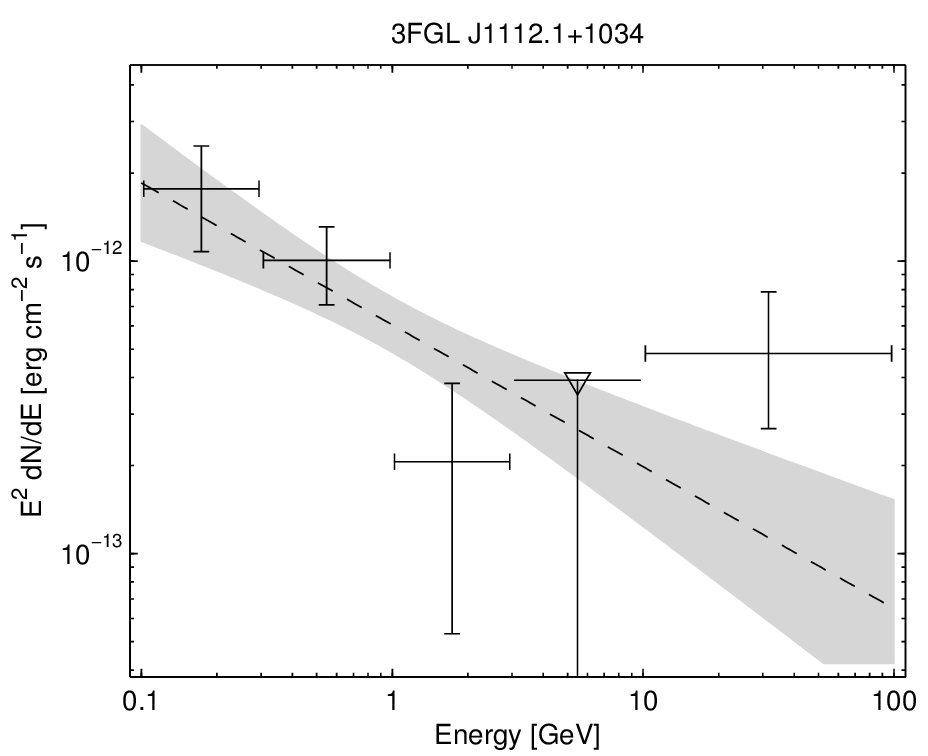 3FGL J1112.1+1034
E² dN/dE [erg cm⁻² s⁻¹]
10⁻¹²
10⁻¹³
0.1 1 10 100
Energy [GeV]